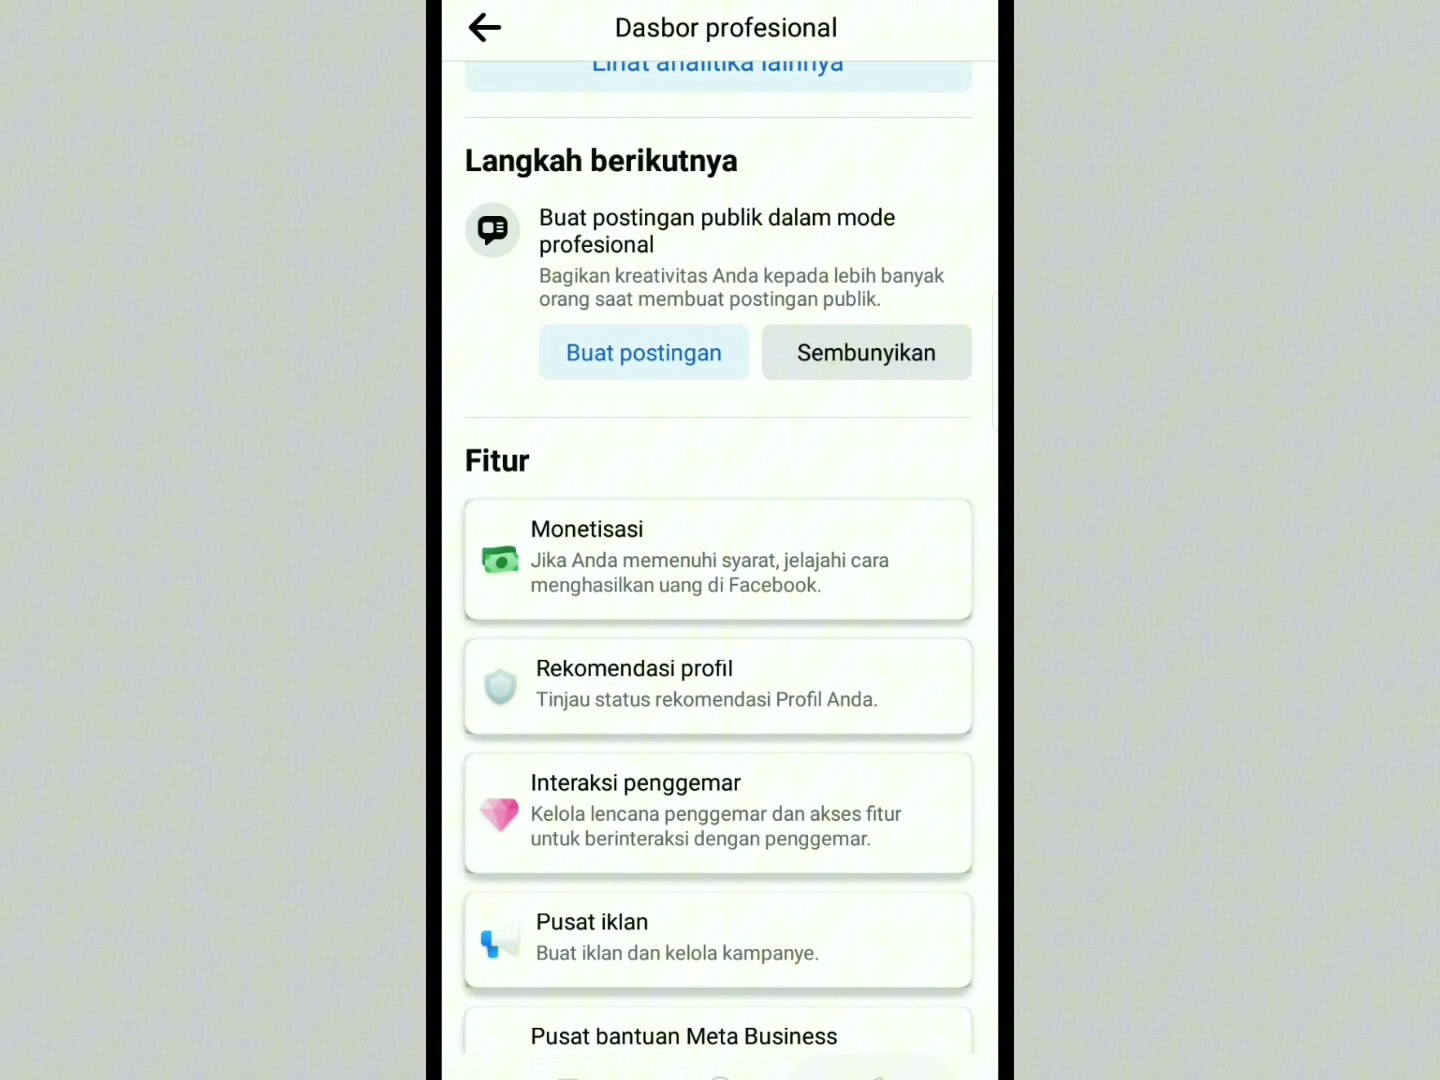 Dasbor profesional
Lihat analitika lainnya
Langkah berikutnya
Buat postingan publik dalam mode
profesional
Bagikan kreativitas Anda kepada lebih banyak
orang saat membuat postingan publik.
Buat postingan
Sembunyikan
Fitur
Monetisasi
Jika Anda memenuhi syarat, jelajahi cara
menghasilkan uang di Facebook.
Rekomendasi profil
Tinjau status rekomendasi Profil Anda.
Interaksi penggemar
Kelola lencana penggemar dan akses fitur
untuk berinteraksi dengan penggemar.
Pusat iklan
Buat iklan dan kelola kampanye.
Pusat bantuan Meta Business